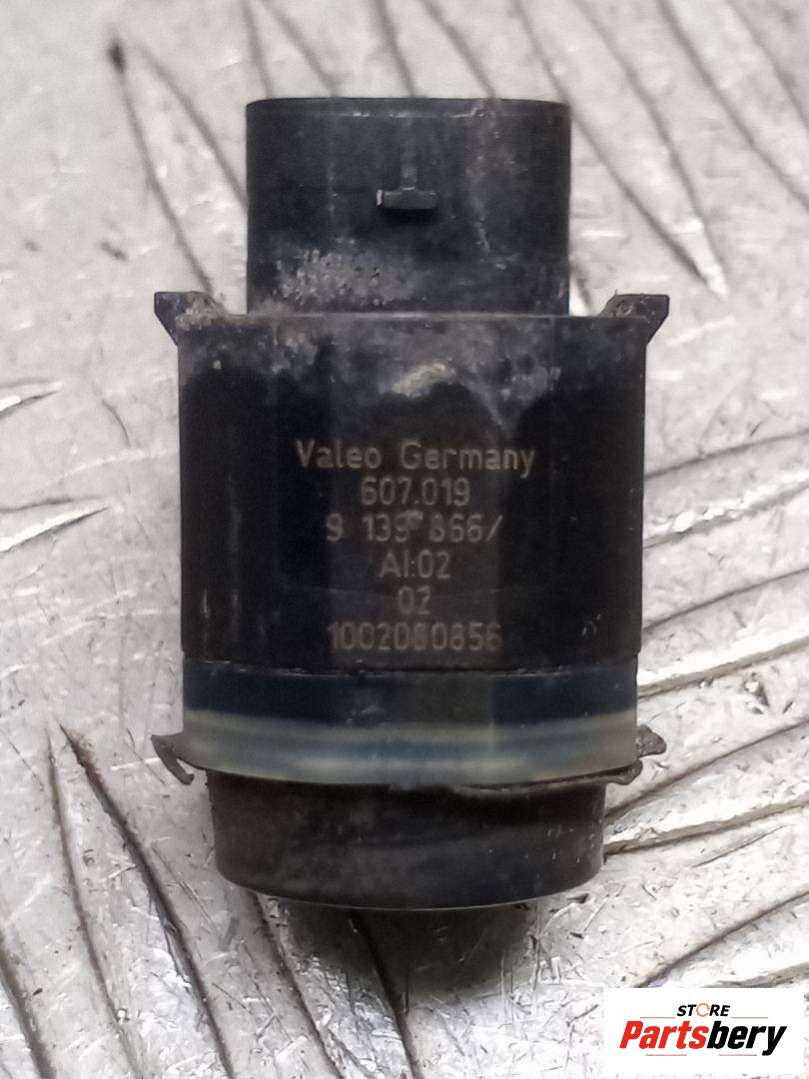 Valeo Germany
607.019
9 139 866/
AI:02
02
1002080856
STORE
Partsbery